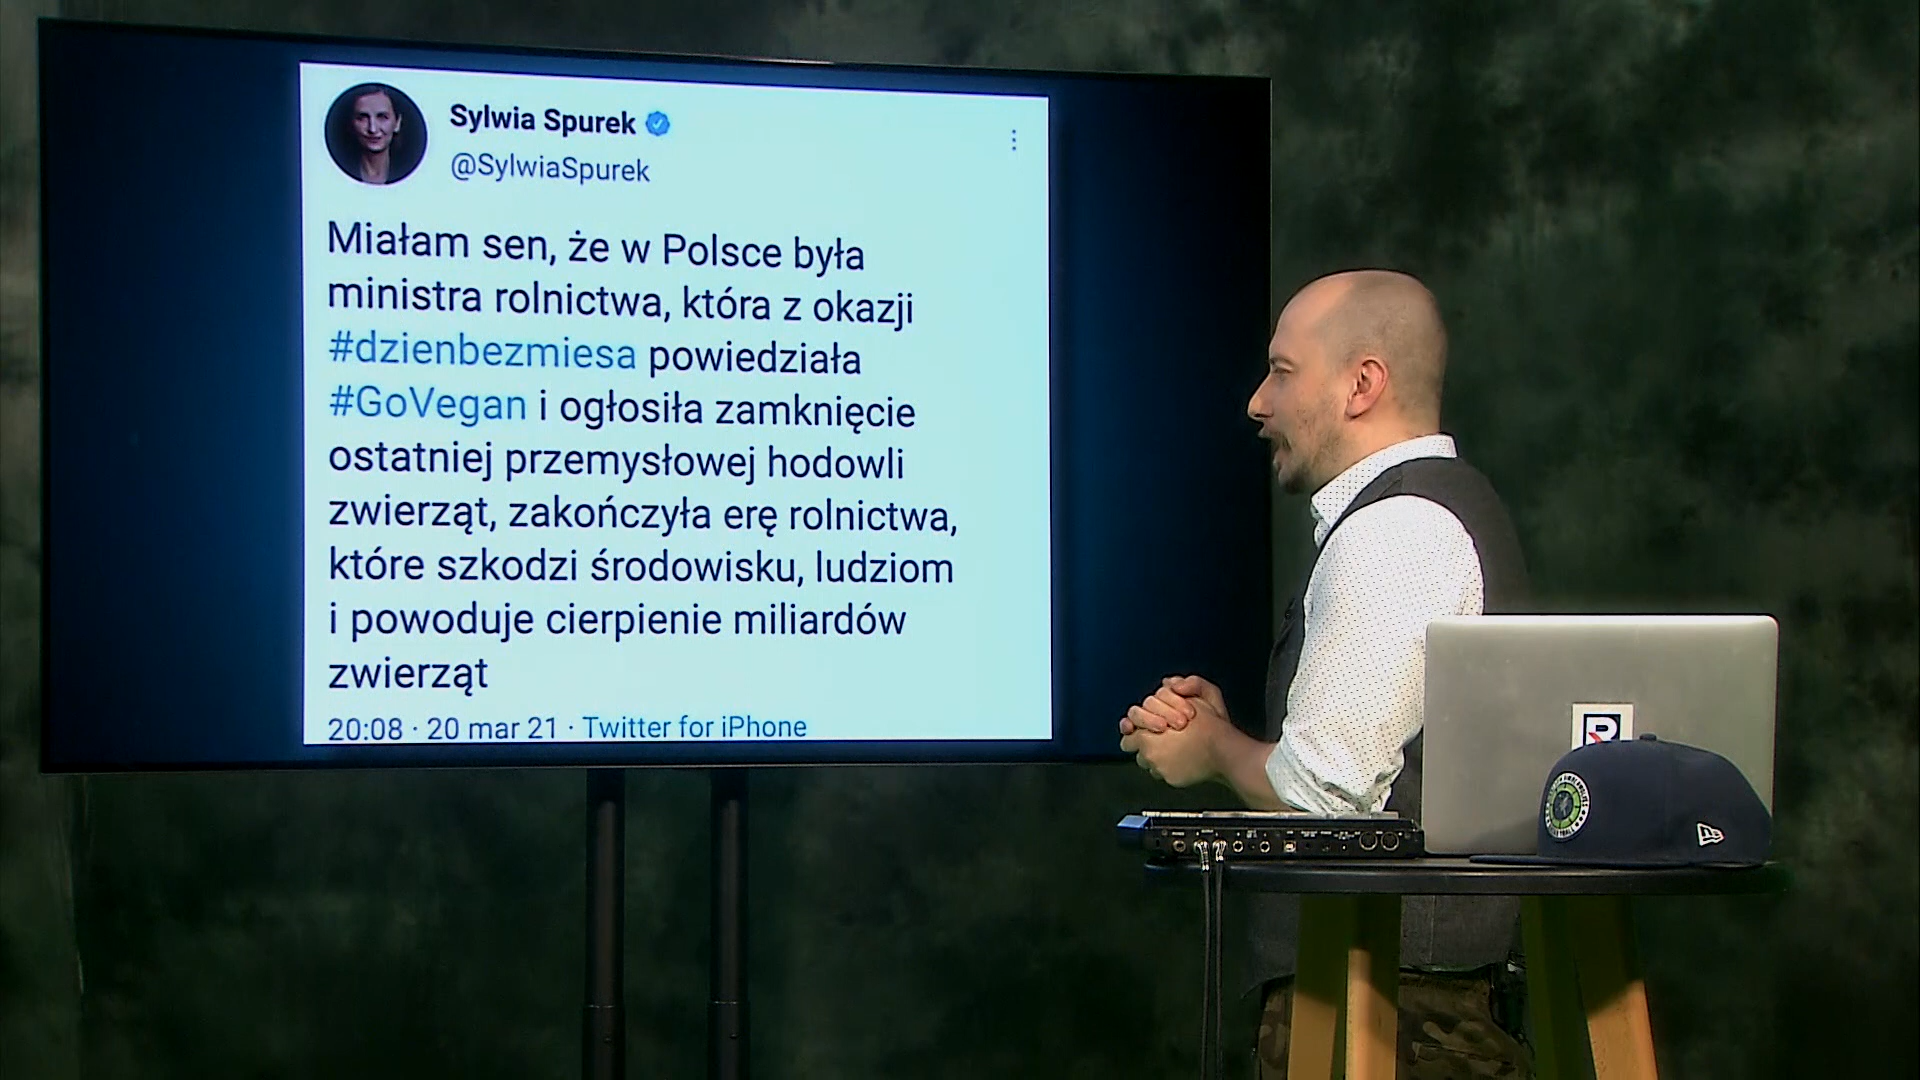 Sylwia Spurek
@SylwiaSpurek
Miałam sen, że w Polsce była
ministra rolnictwa, która z okazji
#dzienbezmiesa powiedziała
#GoVegan i ogłosiła zamknięcie
ostatniej przemysłowej hodowli
zwierząt, zakończyła erę rolnictwa,
które szkodzi środowisku, ludziom
i powoduje cierpienie miliardów
zwierząt
20:08 · 20 mar 21 · Twitter for iPhone